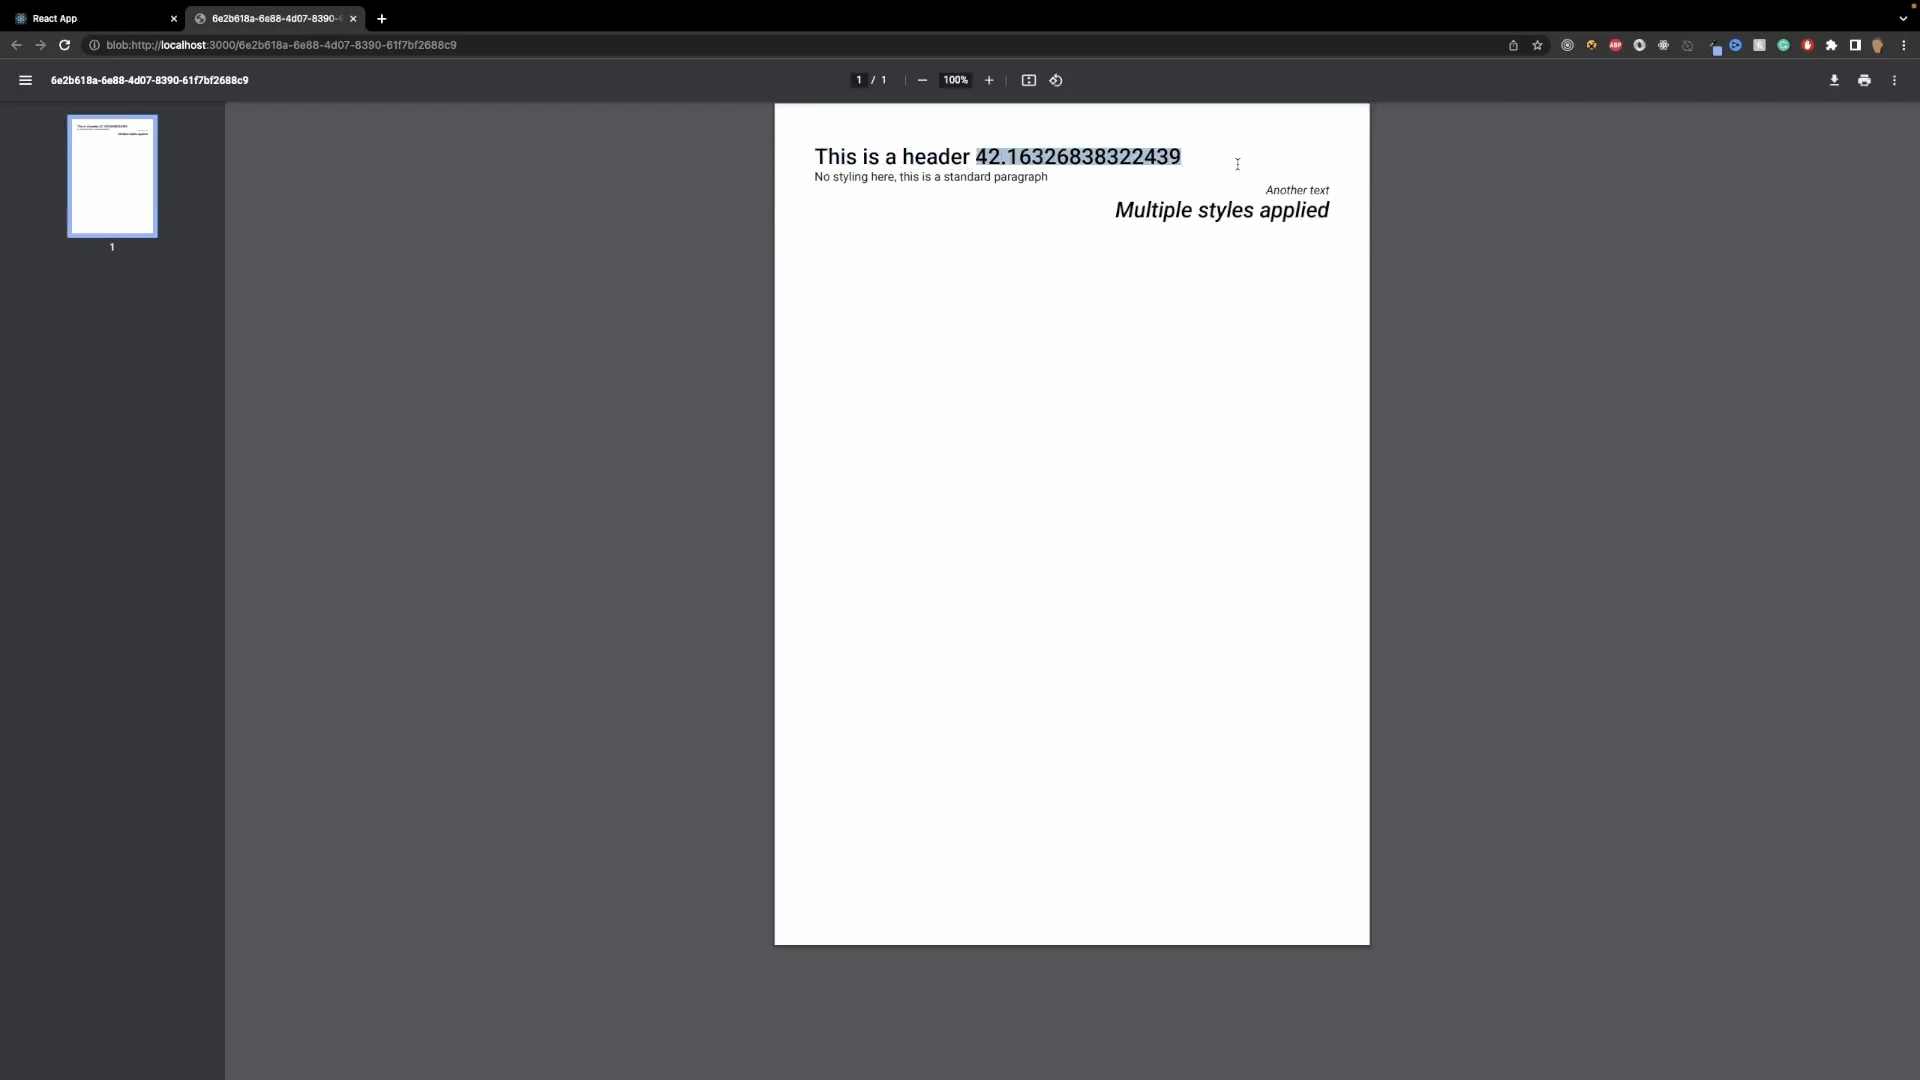 React App
6e2b618a-6e88-4d07-8390-6
blob:http://localhost:3000/6e2b618a-6e88-4d07-8390-61f7bf2688c9
ABP
6e2b618a-6e88-4d07-8390-61f7bf2688c9
1 / 1
100%
This is a header 42.16326838322439
No styling here, this is a standard paragraph
Another text
Multiple styles applied
1